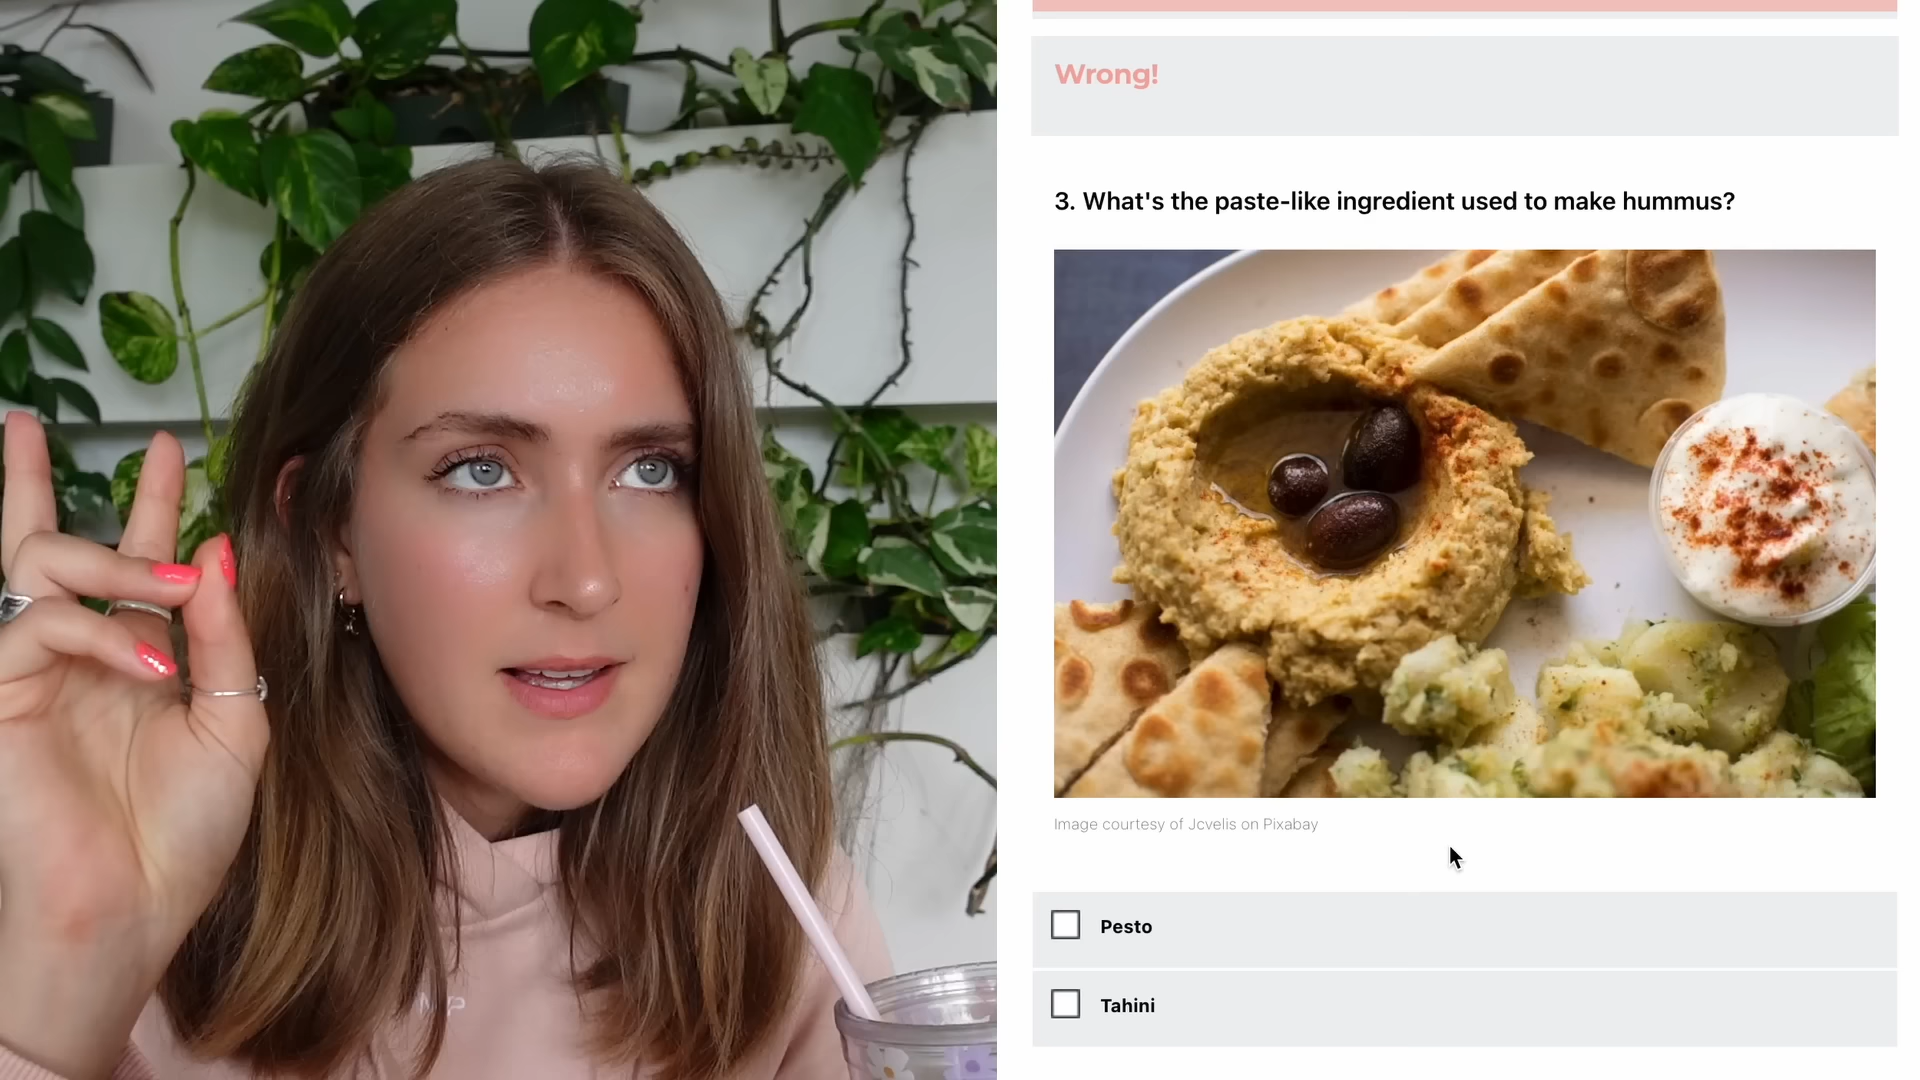 Wrong!
3. What's the paste-like ingredient used to make hummus?
Image courtesy of Jcvelis on Pixabay
Pesto
Tahini